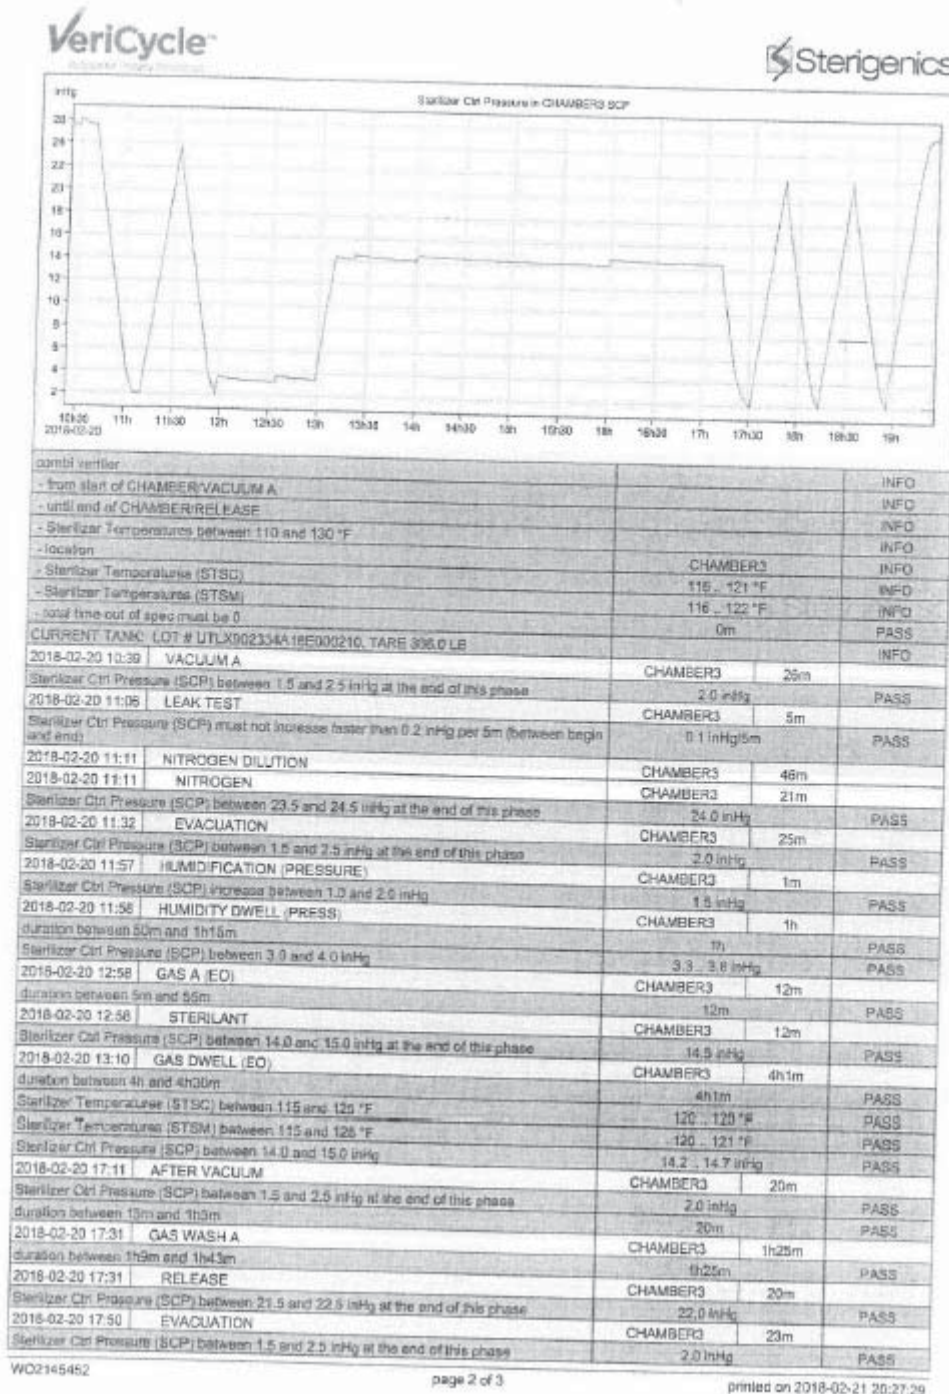 VeriCycle
Sterigenics
inHg
Sterilizer Ctrl Pressure in CHAMBER3 SCP
10h30 11h 11h30 12h 12h30 13h 13h30 14h 14h30 15h 15h30 16h 16h30 17h 17h30 18h 18h30 19h
2018-02-20
combi verifier INFO
- from start of CHAMBER/VACUUM A INFO
- until end of CHAMBER/RELEASE INFO
- Sterilizer Temperatures between 110 and 130 °F INFO
- location CHAMBER3 INFO
- Sterilizer Temperatures (STSC) 116 .. 121 °F INFO
- Sterilizer Temperatures (STSM) 116 .. 122 °F INFO
- total time out of spec must be 0 0m PASS
CURRENT TANK: LOT # TARE LB INFO
2018-02-20 10:39 VACUUM A CHAMBER3 26m
Sterilizer Ctrl Pressure (SCP) between 1.5 and 2.5 inHg at the end of this phase 2.0 inHg PASS
2018-02-20 11:06 LEAK TEST CHAMBER3 5m
Sterilizer Ctrl Pressure (SCP) must not increase faster than 0.2 inHg per 5m (between begin and end) 0.1 inHg/5m PASS
2018-02-20 11:11 NITROGEN DILUTION CHAMBER3 46m
2018-02-20 11:11 NITROGEN CHAMBER3 21m
Sterilizer Ctrl Pressure (SCP) between 23.5 and 24.5 inHg at the end of this phase 24.0 inHg PASS
2018-02-20 11:32 EVACUATION CHAMBER3 25m
Sterilizer Ctrl Pressure (SCP) between 1.5 and 2.5 inHg at the end of this phase 2.0 inHg PASS
2018-02-20 11:57 HUMIDIFICATION (PRESSURE) CHAMBER3 1m
Sterilizer Ctrl Pressure (SCP) increase between 1.0 and 2.0 inHg 1.5 inHg PASS
2018-02-20 11:58 HUMIDITY DWELL (PRESS) CHAMBER3 1h
duration between 50m and 1h15m 1h PASS
Sterilizer Ctrl Pressure (SCP) between 3.0 and 4.0 inHg 3.3 .. 3.8 inHg PASS
2018-02-20 12:58 GAS A (EO) CHAMBER3 12m
duration between 5m and 55m 12m PASS
2018-02-20 12:58 STERILANT CHAMBER3 12m
Sterilizer Ctrl Pressure (SCP) between 14.0 and 15.0 inHg at the end of this phase 14.5 inHg PASS
2018-02-20 13:10 GAS DWELL (EO) CHAMBER3 4h1m
duration between 4h and 4h30m 4h1m PASS
Sterilizer Temperatures (STSC) between 115 and 125 °F 120 .. 120 °F PASS
Sterilizer Temperatures (STSM) between 115 and 125 °F 120 .. 121 °F PASS
Sterilizer Ctrl Pressure (SCP) between 14.0 and 15.0 inHg 14.2 .. 14.7 inHg PASS
2018-02-20 17:11 AFTER VACUUM CHAMBER3 20m
Sterilizer Ctrl Pressure (SCP) between 1.5 and 2.5 inHg at the end of this phase 2.0 inHg PASS
duration between and 20m PASS
2018-02-20 17:31 GAS WASH A CHAMBER3 1h25m
duration between 1h9m and 1h43m 1h25m PASS
2018-02-20 17:31 RELEASE CHAMBER3 20m
Sterilizer Ctrl Pressure (SCP) between 21.5 and 22.5 inHg at the end of this phase 22.0 inHg PASS
2018-02-20 17:50 EVACUATION CHAMBER3 23m
Sterilizer Ctrl Pressure (SCP) between 1.5 and 2.5 inHg at the end of this phase 2.0 inHg PASS
WO2145452 page 2 of 3 printed on 2018-02-21 20:27:29